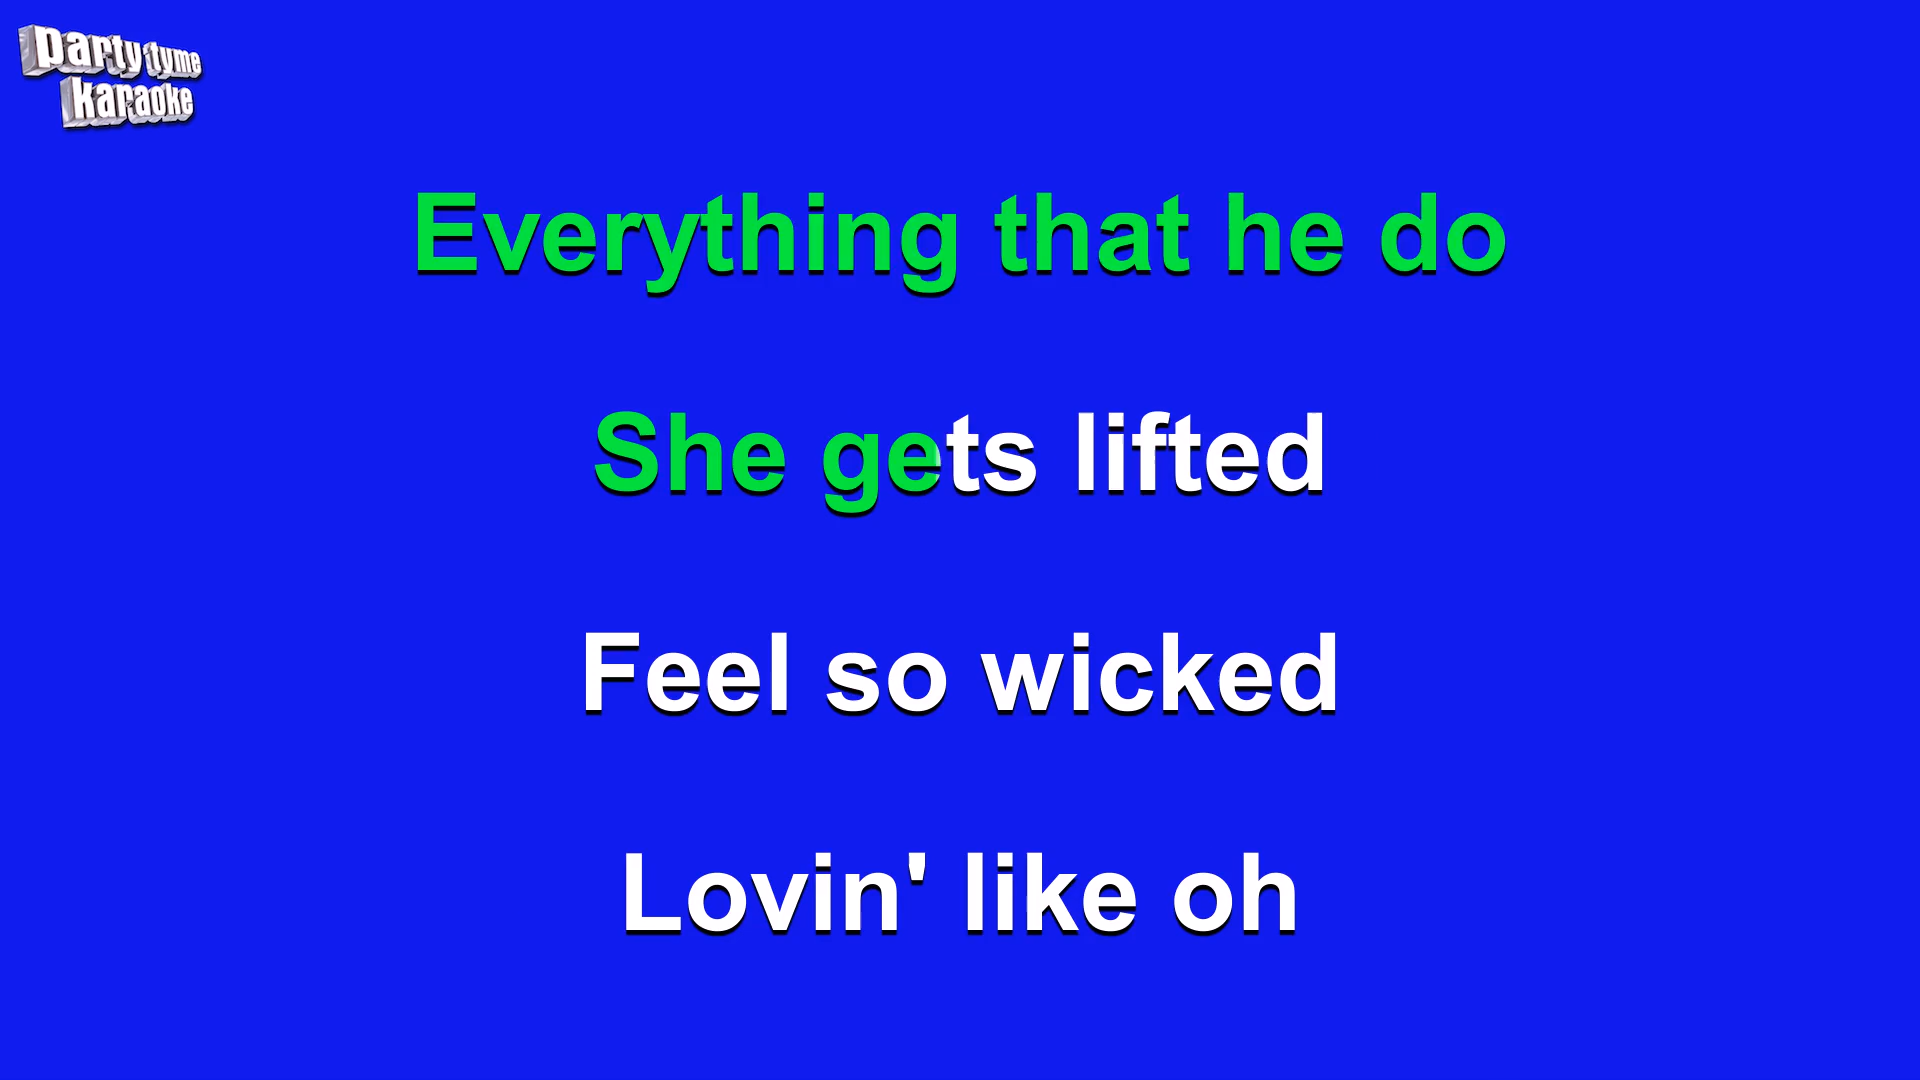 party tyme
karaoke
Everything that he do
She gets lifted
Feel so wicked
Lovin' like oh